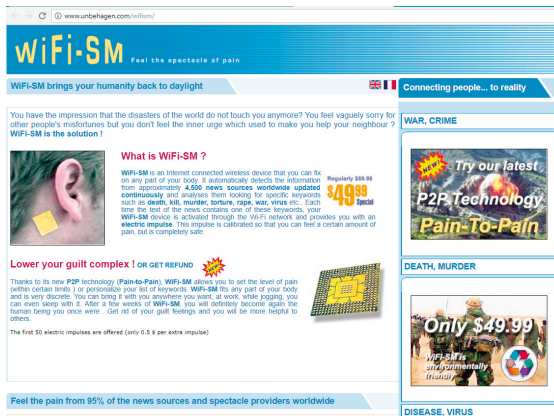 www.unbehagen.com/wifism/
WiFi-SM Feel the spectacle of pain
WiFi-SM brings your humanity back to daylight
Connecting people... to reality
You have the impression that the disasters of the world do not touch you anymore? You feel vaguely sorry for
other people's misfortunes but you don't feel the inner urge which used to make you help your neighbour ?
WiFi-SM is the solution !
What is WiFi-SM ?
WiFi-SM is an Internet connected wireless device that you can fix
on any part of your body. It automatically detects the information
from approximately 4,500 news sources worldwide updated
continuously and analyses them looking for specific keywords
such as death, kill, murder, torture, rape, war, virus etc.. Each
time the text of the news contains one of these keywords, your
WiFi-SM device is activated through the Wi-Fi network and provides you with an
electric impulse. This impulse is calibrated so that you can feel a certain amount of
pain, but is completely safe.
Regularly $59.98
$49.99
Special
Lower your guilt complex ! OR GET REFUND
NEW!
Thanks to its new P2P technology (Pain-to-Pain), WiFi-SM allows you to set the level of pain
(within certain limits ) or personalize your list of keywords. WiFi-SM fits any part of your body
and is very discrete. You can bring it with you anywhere you want, at work, while jogging, you
can even sleep with it. After a few weeks of WiFi-SM, you will definitely become again the
human being you once were . Get rid of your guilt feelings and you will be more helpful to
others.
The first 50 electric impulses are offered (only 0.5 $ per extra impulse)
Feel the pain from 95% of the news sources and spectacle providers worldwide
WAR, CRIME
NEW!
Try our latest
P2P Technology
Pain-To-Pain
DEATH, MURDER
Only $49.99
WiFi-SM is
environmentally
friendly
DISEASE, VIRUS